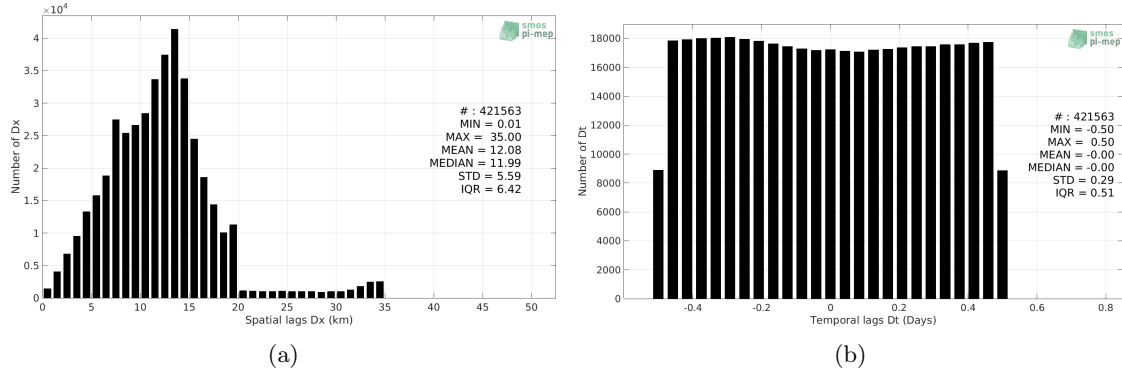 ×10⁴
4
3.5
3
2.5
2
1.5
1
0.5
0
Number of Dx
0 5 10 15 20 25 30 35 40 45 50
Spatial lags Dx (km)
smos
pi-mep
# : 421563
MIN = 0.01
MAX = 35.00
MEAN = 12.08
MEDIAN = 11.99
STD = 5.59
IQR = 6.42
(a)
18000
16000
14000
12000
10000
8000
6000
4000
2000
0
Number of Dt
-0.4 -0.2 0 0.2 0.4 0.6 0.8
Temporal lags Dt (Days)
smos
pi-mep
# : 421563
MIN = -0.50
MAX = 0.50
MEAN = -0.00
MEDIAN = -0.00
STD = 0.29
IQR = 0.51
(b)